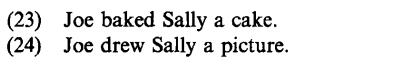 (23) Joe baked Sally a cake.
(24) Joe drew Sally a picture.